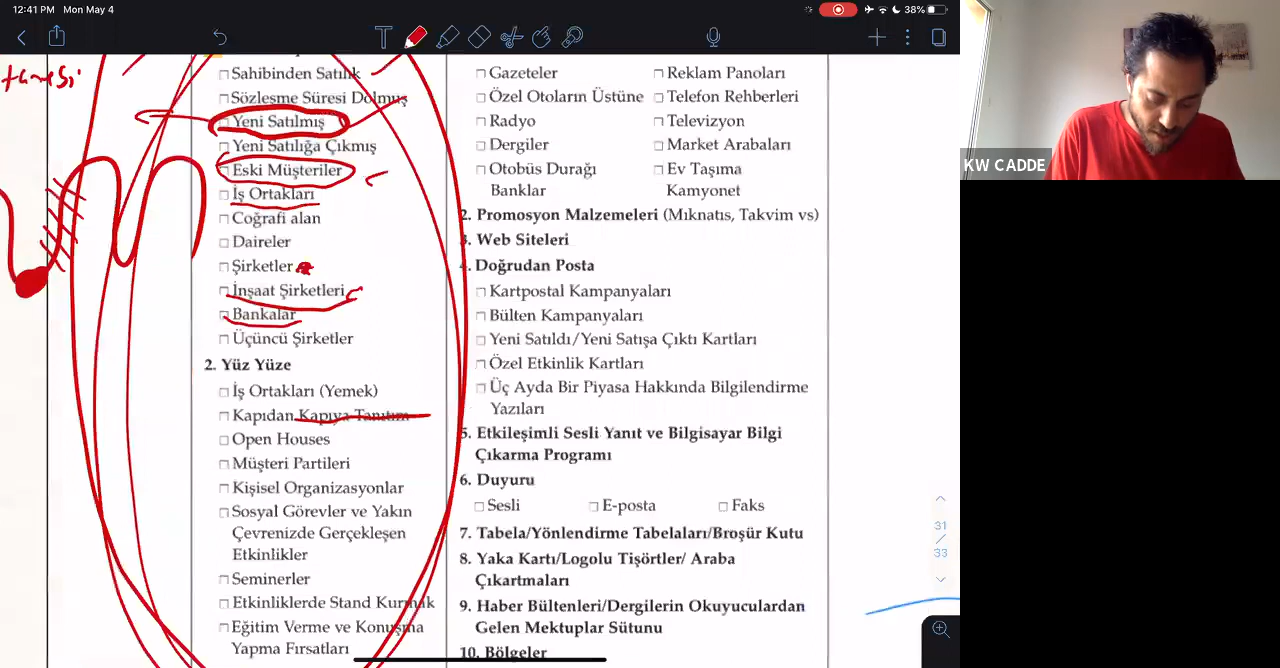 12:41 PM Mon May 4
38%
tanesi
Sahibinden Satılık
Sözleşme Süresi Dolmuş
Yeni Satılmış
Yeni Satılığa Çıkmış
Eski Müşteriler
İş Ortakları
Coğrafi alan
Daireler
Şirketler
İnşaat Şirketleri
Bankalar
Üçüncü Şirketler
2. Yüz Yüze
İş Ortakları (Yemek)
Kapıdan Kapıya Tanıtım
Open Houses
Müşteri Partileri
Kişisel Organizasyonlar
Sosyal Görevler ve Yakın
Çevrenizde Gerçekleşen
Etkinlikler
Seminerler
Etkinliklerde Stand Kurmak
Eğitim Verme ve Konuşma
Yapma Fırsatları
Gazeteler
Reklam Panoları
Özel Otoların Üstüne
Telefon Rehberleri
Radyo
Televizyon
Dergiler
Market Arabaları
Otobüs Durağı
Banklar
Ev Taşıma
Kamyonet
2. Promosyon Malzemeleri (Mıknatıs, Takvim vs)
3. Web Siteleri
4. Doğrudan Posta
Kartpostal Kampanyaları
Bülten Kampanyaları
Yeni Satıldı/Yeni Satışa Çıktı Kartları
Özel Etkinlik Kartları
Üç Ayda Bir Piyasa Hakkında Bilgilendirme
Yazıları
5. Etkileşimli Sesli Yanıt ve Bilgisayar Bilgi
Çıkarma Programı
6. Duyuru
Sesli
E-posta
Faks
7. Tabela/Yönlendirme Tabelaları/Broşür Kutu
8. Yaka Kartı/Logolu Tişörtler/ Araba
Çıkartmaları
9. Haber Bültenleri/Dergilerin Okuyuculardan
Gelen Mektuplar Sütunu
10. Bölgeler
31
/
33
KW CADDE